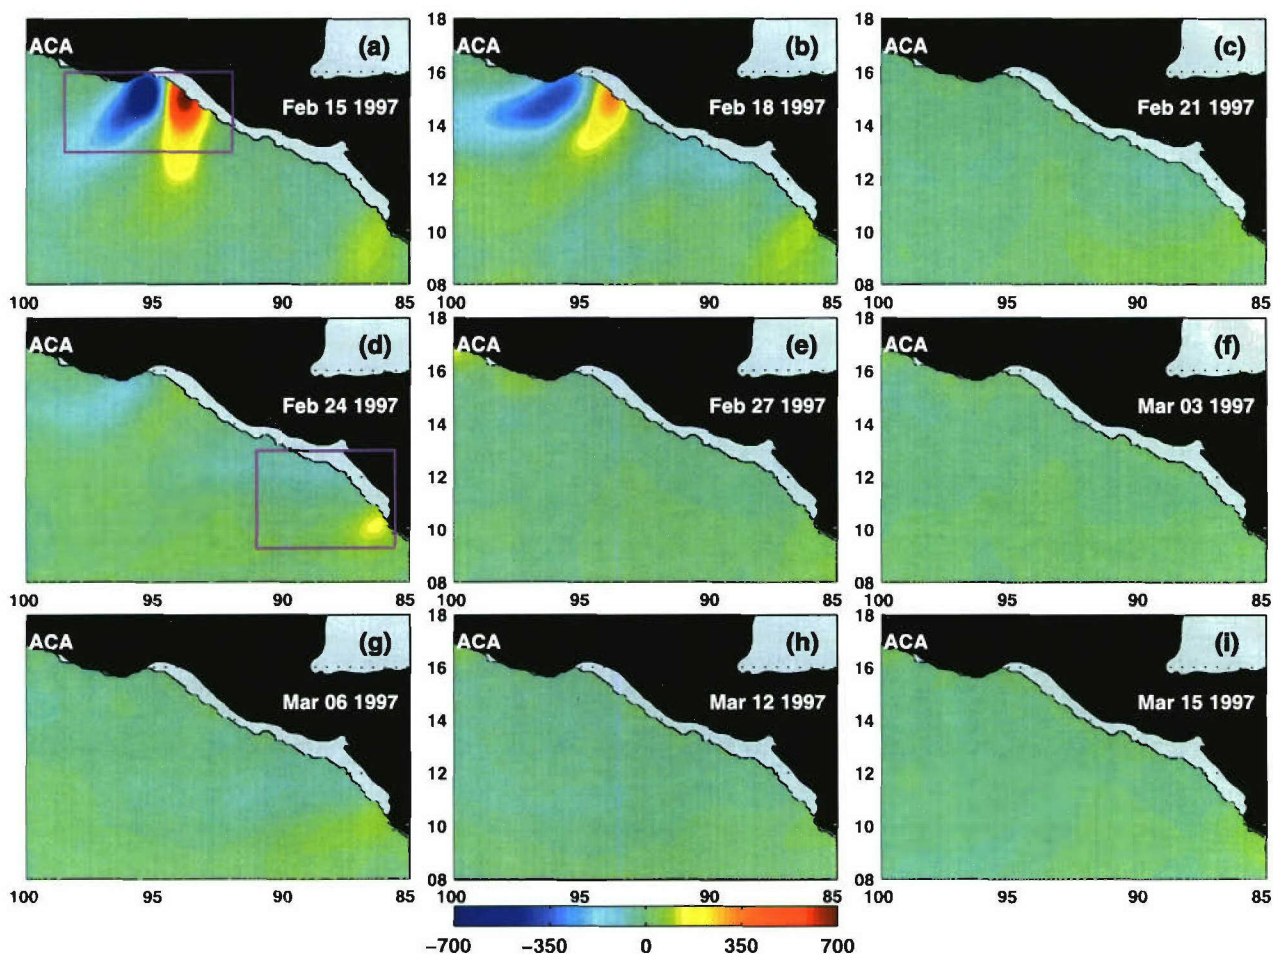 18
16
14
12
10
08
ACA (a)
Feb 15 1997
100 95 90 85
ACA (b)
Feb 18 1997
100 95 90 85
ACA (c)
Feb 21 1997
100 95 90 85
18
16
14
12
10
08
18
16
14
12
10
08
ACA (d)
Feb 24 1997
100 95 90 85
ACA (e)
Feb 27 1997
100 95 90 85
ACA (f)
Mar 03 1997
100 95 90 85
18
16
14
12
10
08
18
16
14
12
10
08
ACA (g)
Mar 06 1997
100 95 90 85
ACA (h)
Mar 12 1997
100 95 90 85
ACA (i)
Mar 15 1997
100 95 90 85
18
16
14
12
10
08
−700 −350 0 350 700